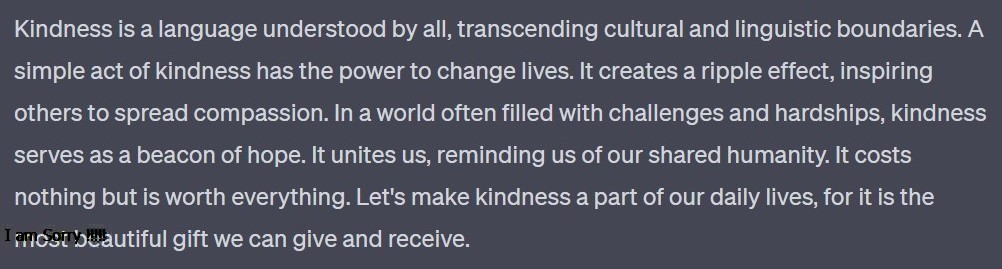 Kindness is a language understood by all, transcending cultural and linguistic boundaries. A
simple act of kindness has the power to change lives. It creates a ripple effect, inspiring
others to spread compassion. In a world often filled with challenges and hardships, kindness
serves as a beacon of hope. It unites us, reminding us of our shared humanity. It costs
nothing but is worth everything. Let's make kindness a part of our daily lives, for it is the
most beautiful gift we can give and receive.
I am Sorry !!!!!